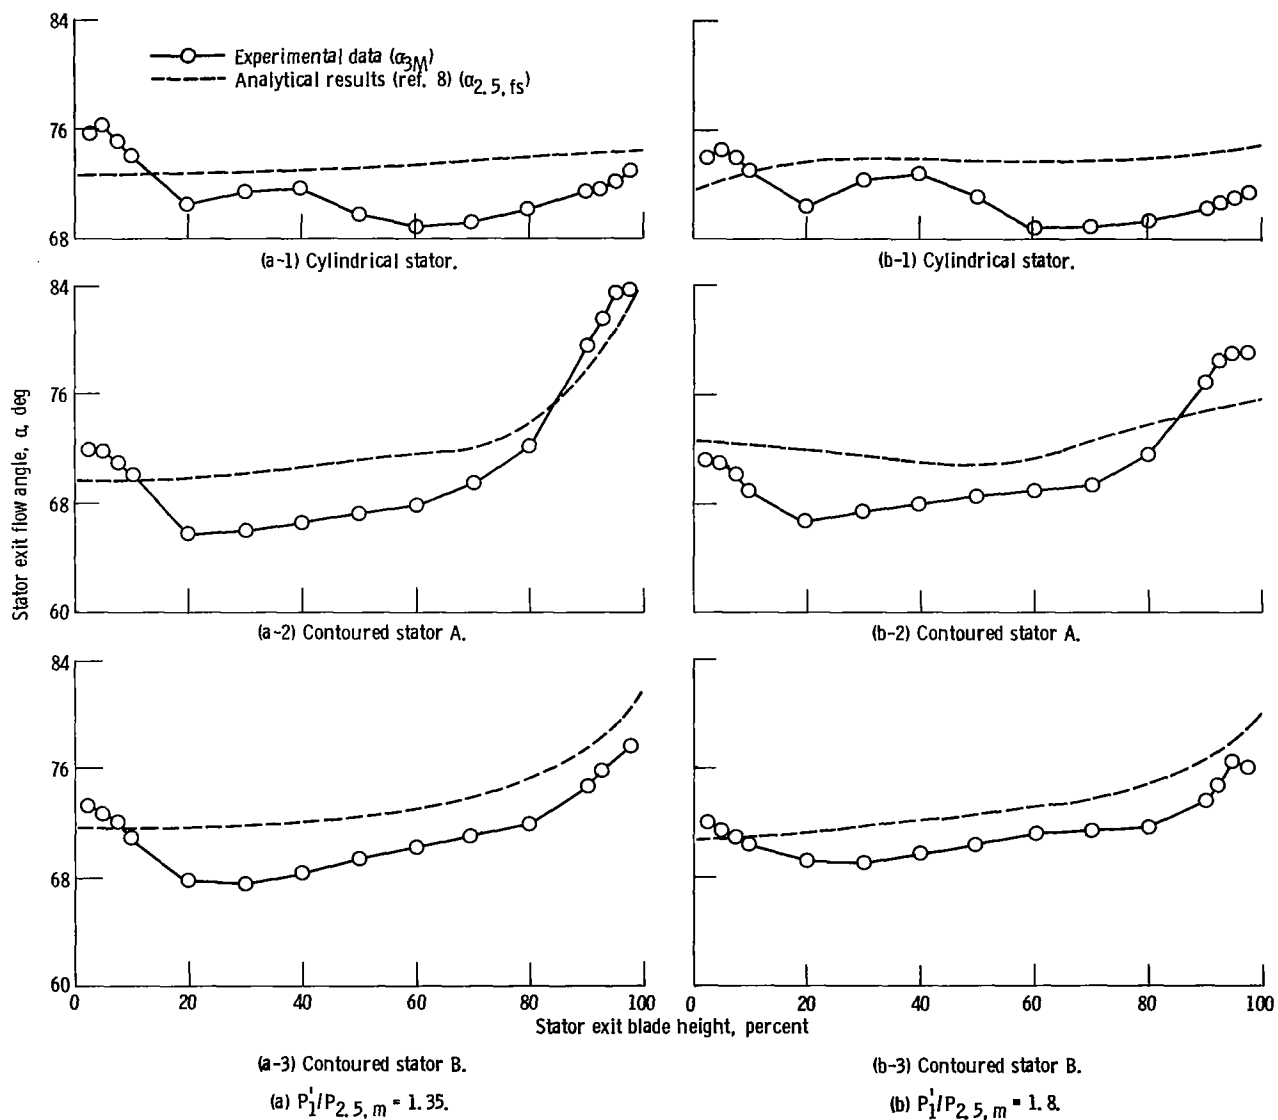 84
76
68
Experimental data (α3M)
Analytical results (ref. 8) (α2.5, fs)
(a-1) Cylindrical stator.
(b-1) Cylindrical stator.
84
76
68
60
(a-2) Contoured stator A.
(b-2) Contoured stator A.
Stator exit flow angle, α, deg
84
76
68
60
0 20 40 60 80 100
0 20 40 60 80 100
Stator exit blade height, percent
(a-3) Contoured stator B.
(b-3) Contoured stator B.
(a) P'1/P2.5, m = 1.35.
(b) P'1/P2.5, m = 1.8.